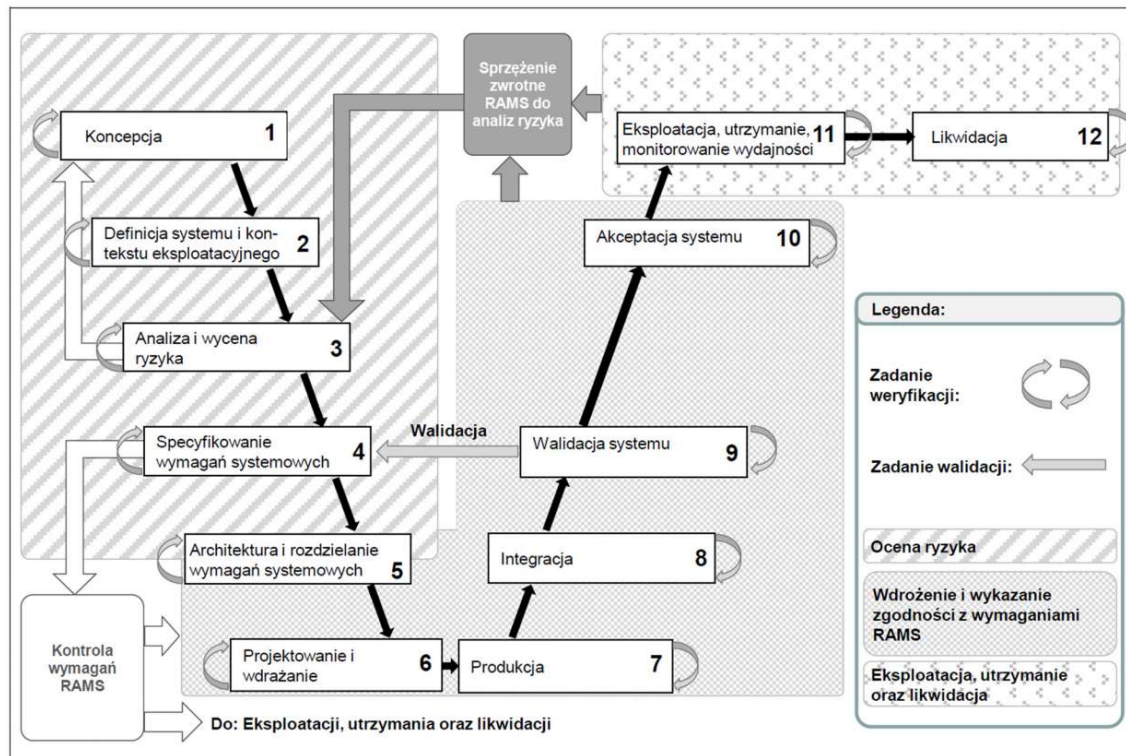 Koncepcja
1
Definicja systemu i kon-
tekstu eksploatacyjnego
2
Analiza i wycena
ryzyka
3
Specyfikowanie
wymagań systemowych
4
Architektura i rozdzielanie
wymagań systemowych
5
Projektowanie i
wdrażanie
6
Produkcja
7
Integracja
8
Walidacja systemu
9
Walidacja
Akceptacja systemu
10
Eksploatacja, utrzymanie,
monitorowanie wydajności
11
Likwidacja
12
Sprzężenie
zwrotne
RAMS do
analiz ryzyka
Kontrola
wymagań
RAMS
Do: Eksploatacji, utrzymania oraz likwidacji
Legenda:
Zadanie
weryfikacji:
Zadanie walidacji:
Ocena ryzyka
Wdrożenie i wykazanie
zgodności z wymaganiami
RAMS
Eksploatacja, utrzymanie
oraz likwidacja